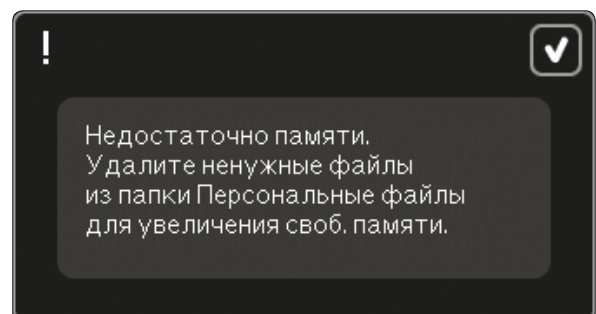 !
Недостаточно памяти.
Удалите ненужные файлы
из папки Персональные файлы
для увеличения своб. памяти.